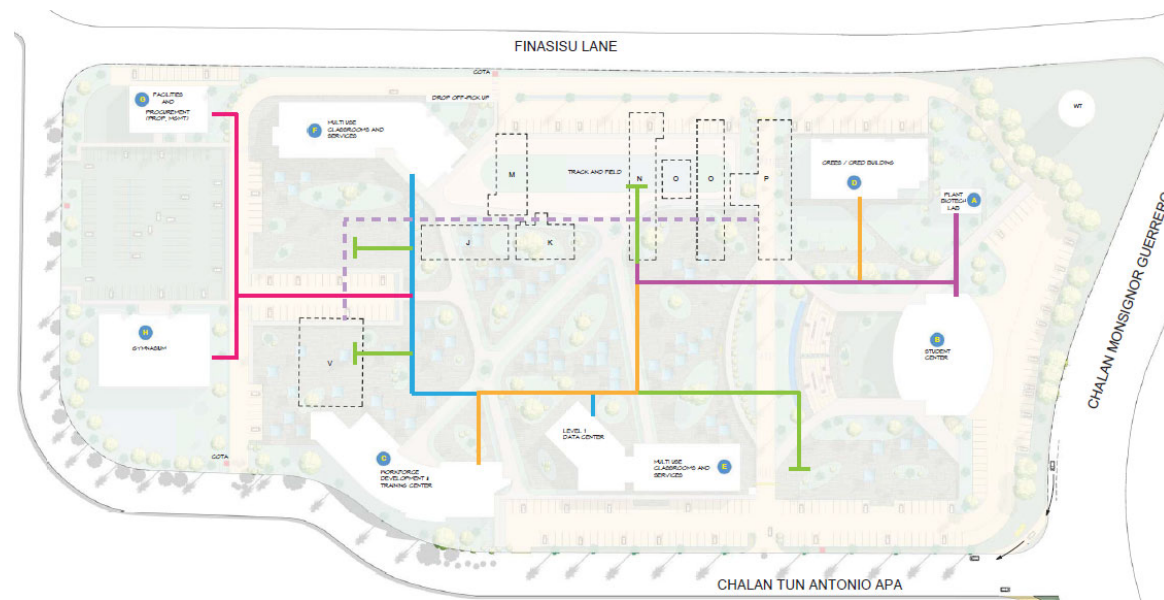 FINASISU LANE
COTA
G
FACILITIES
AND
PROCUREMENT
(PROP, MGMT)
DROP OFF-PICK UP
F
MULTI USE
CLASSROOMS AND
SERVICES
WT
M
TRACK AND FIELD
N
O
O
P
CREES / CRED BUILDING
D
PLANT
BIOTECH
LAB
A
J
K
CHALAN MONSIGNOR GUERRERO
H
GYMNASIUM
V
B
STUDENT
CENTER
LEVEL 1
DATA CENTER
COTA
C
WORKFORCE
DEVELOPMENT &
TRAINING CENTER
MULTI USE
CLASSROOMS AND
SERVICES
E
CHALAN TUN ANTONIO APA